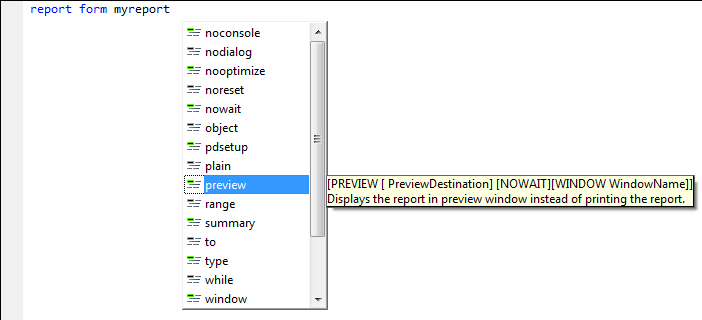 report form myreport
noconsole
nodialog
nooptimize
noreset
nowait
object
pdsetup
plain
preview
[PREVIEW [ PreviewDestination] [NOWAIT][WINDOW WindowName]]
Displays the report in preview window instead of printing the report.
range
summary
to
type
while
window